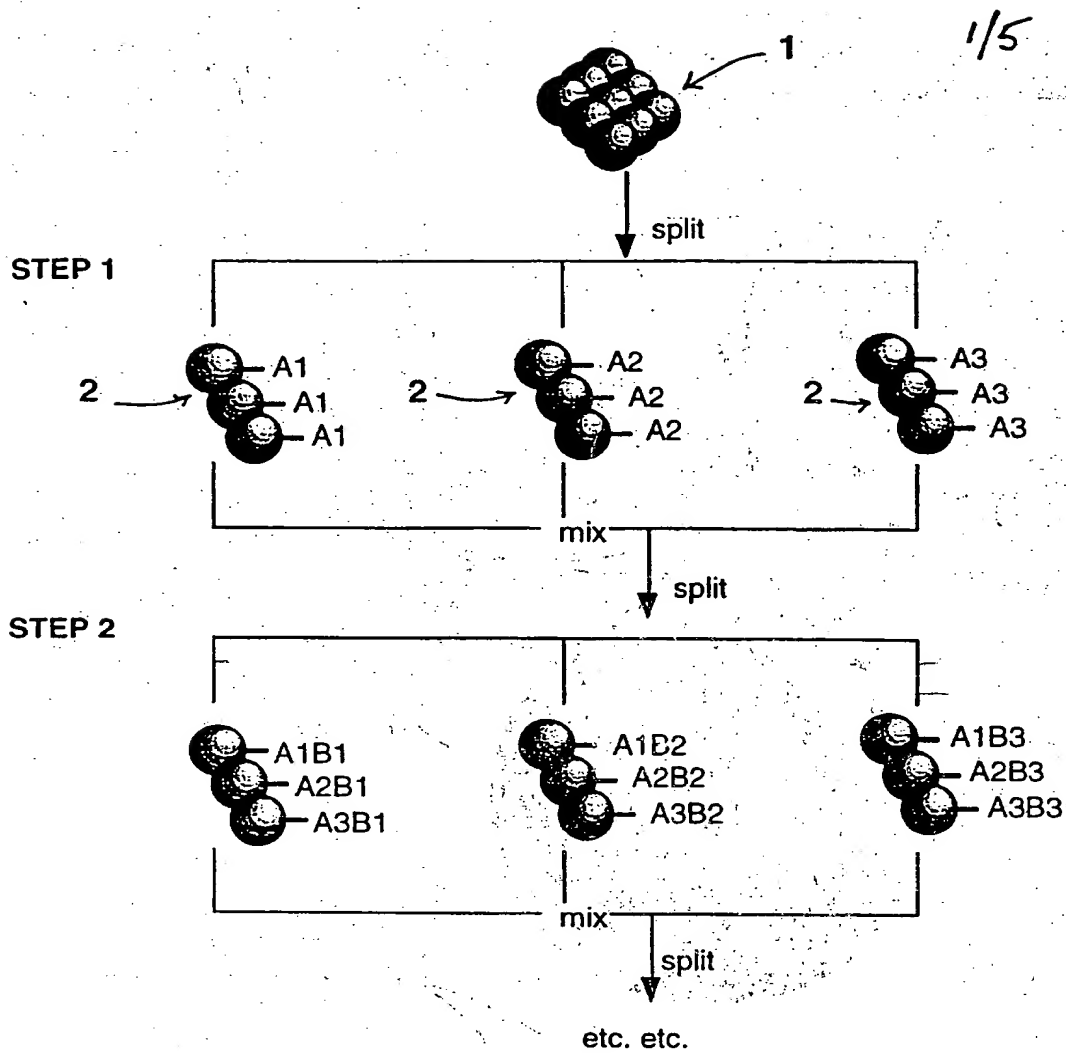 1/5
1
split
STEP 1
A1 A2 A3
2 A1 2 A2 2 A3
A1 A2 A3
mix
split
STEP 2
A1B1 A1B2 A1B3
A2B1 A2B2 A2B3
A3B1 A3B2 A3B3
mix
split
etc. etc.